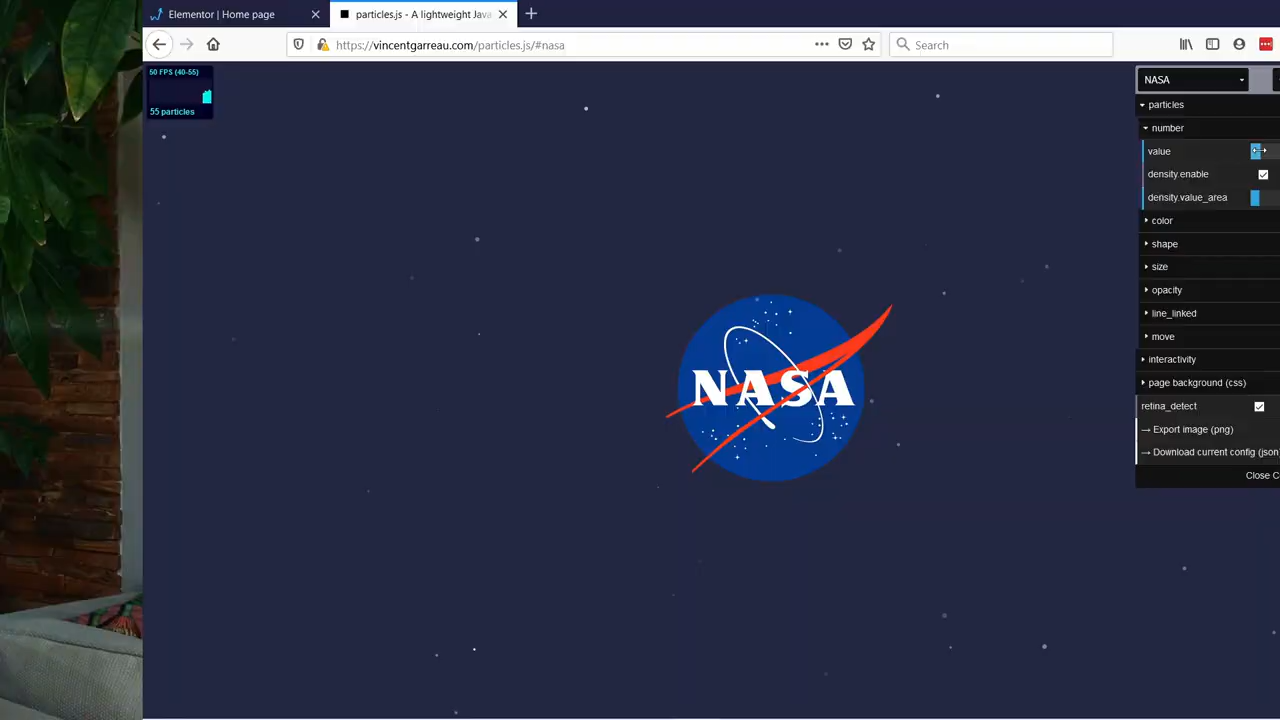 Elementor | Home page
particles.js - A lightweight Java
https://vincentgarreau.com/particles.js/#nasa
Search
50 FPS (40-55)
55 particles
NASA
NASA
particles
number
value
density.enable
density.value_area
color
shape
size
opacity
line_linked
move
interactivity
page background (css)
retina_detect
→ Export image (png)
→ Download current config (json
Close C